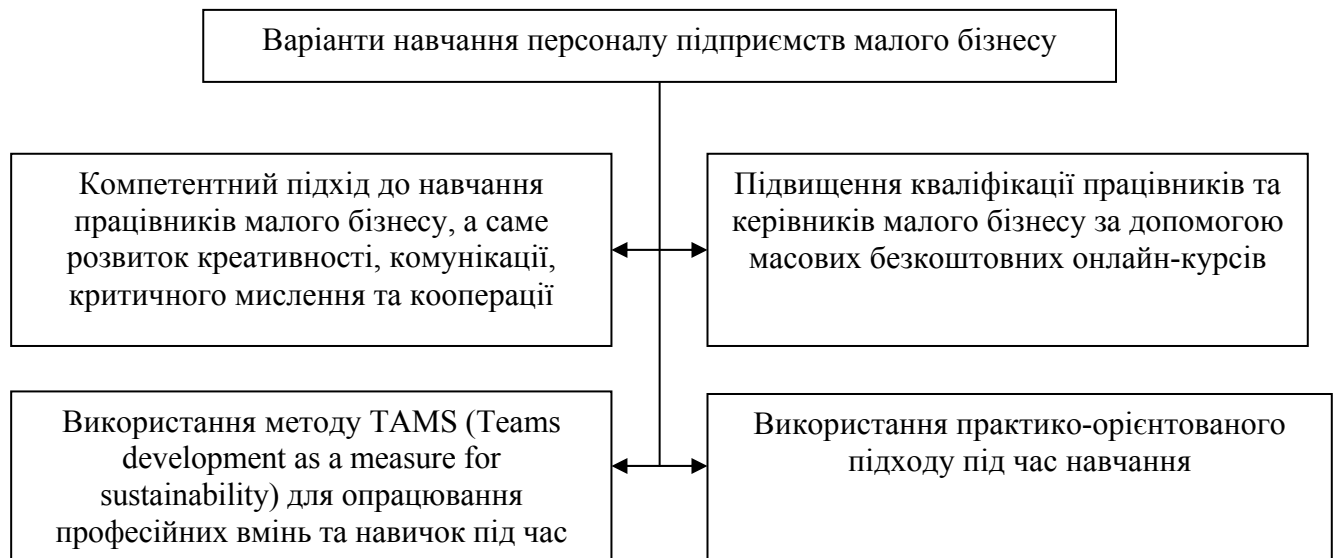 Варіанти навчання персоналу підприємств малого бізнесу
Компетентний підхід до навчання
працівників малого бізнесу, а саме
розвиток креативності, комунікації,
критичного мислення та кооперації
Підвищення кваліфікації працівників та
керівників малого бізнесу за допомогою
масових безкоштовних онлайн-курсів
Використання методу TAMS (Teams
development as a measure for
sustainability) для опрацювання
професійних вмінь та навичок під час
Використання практико-орієнтованого
підходу під час навчання